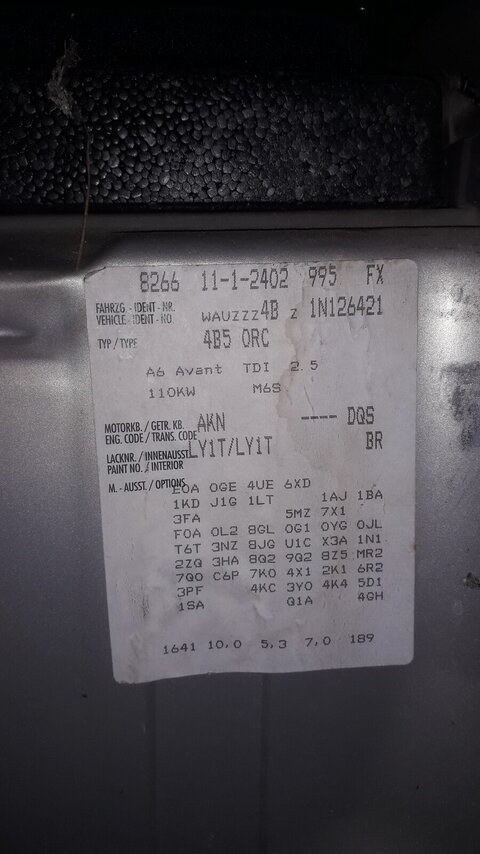 8266 11-1-2402 995 FX
FAHRZG.-IDENT-NR. WAUZZZ4B Z 1N126421
VEHICLE-IDENT-NO.
TYP / TYPE 4B5 0RC
A6 Avant TDI 2.5
110KW M6S
MOTORKB. / GETR. KB. AKN ---- DQS
ENG. CODE / TRANS. CODE
LACKNR. / INNENAUSST. LY1T/LY1T BR
PAINT NO. / INTERIOR
M. - AUSST. / OPTIONS
E0A 0GE 4UE 6XD
1KD J1G 1LT 1AJ 1BA
3FA 5MZ 7X1
F0A 0L2 8GL 0G1 0YG 0JL
T6T 3NZ 8JG U1C X3A 1N1
2ZQ 3HA 8Q2 9Q2 8Z5 MR2
7Q0 C6P 7K0 4X1 2K1 6R2
3PF 4KC 3Y0 4K4 5D1
1SA Q1A 4GH
1641 10,0 5,3 7,0 189